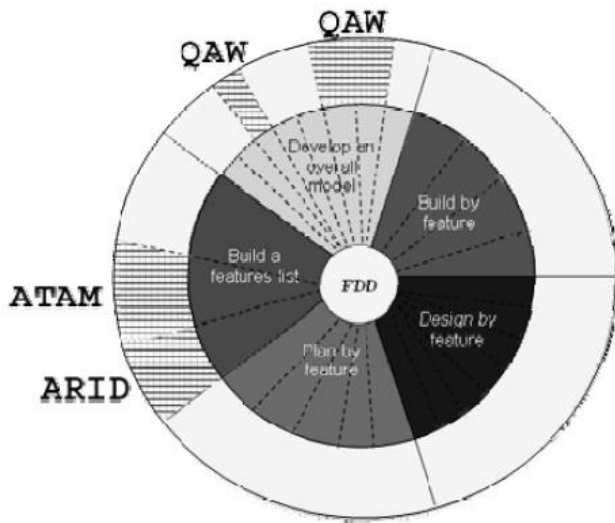 QAW
QAW
Develop an
overall
model
Build by
feature
Build a
features list
FDD
ATAM
Design by
feature
Plan by
feature
ARID